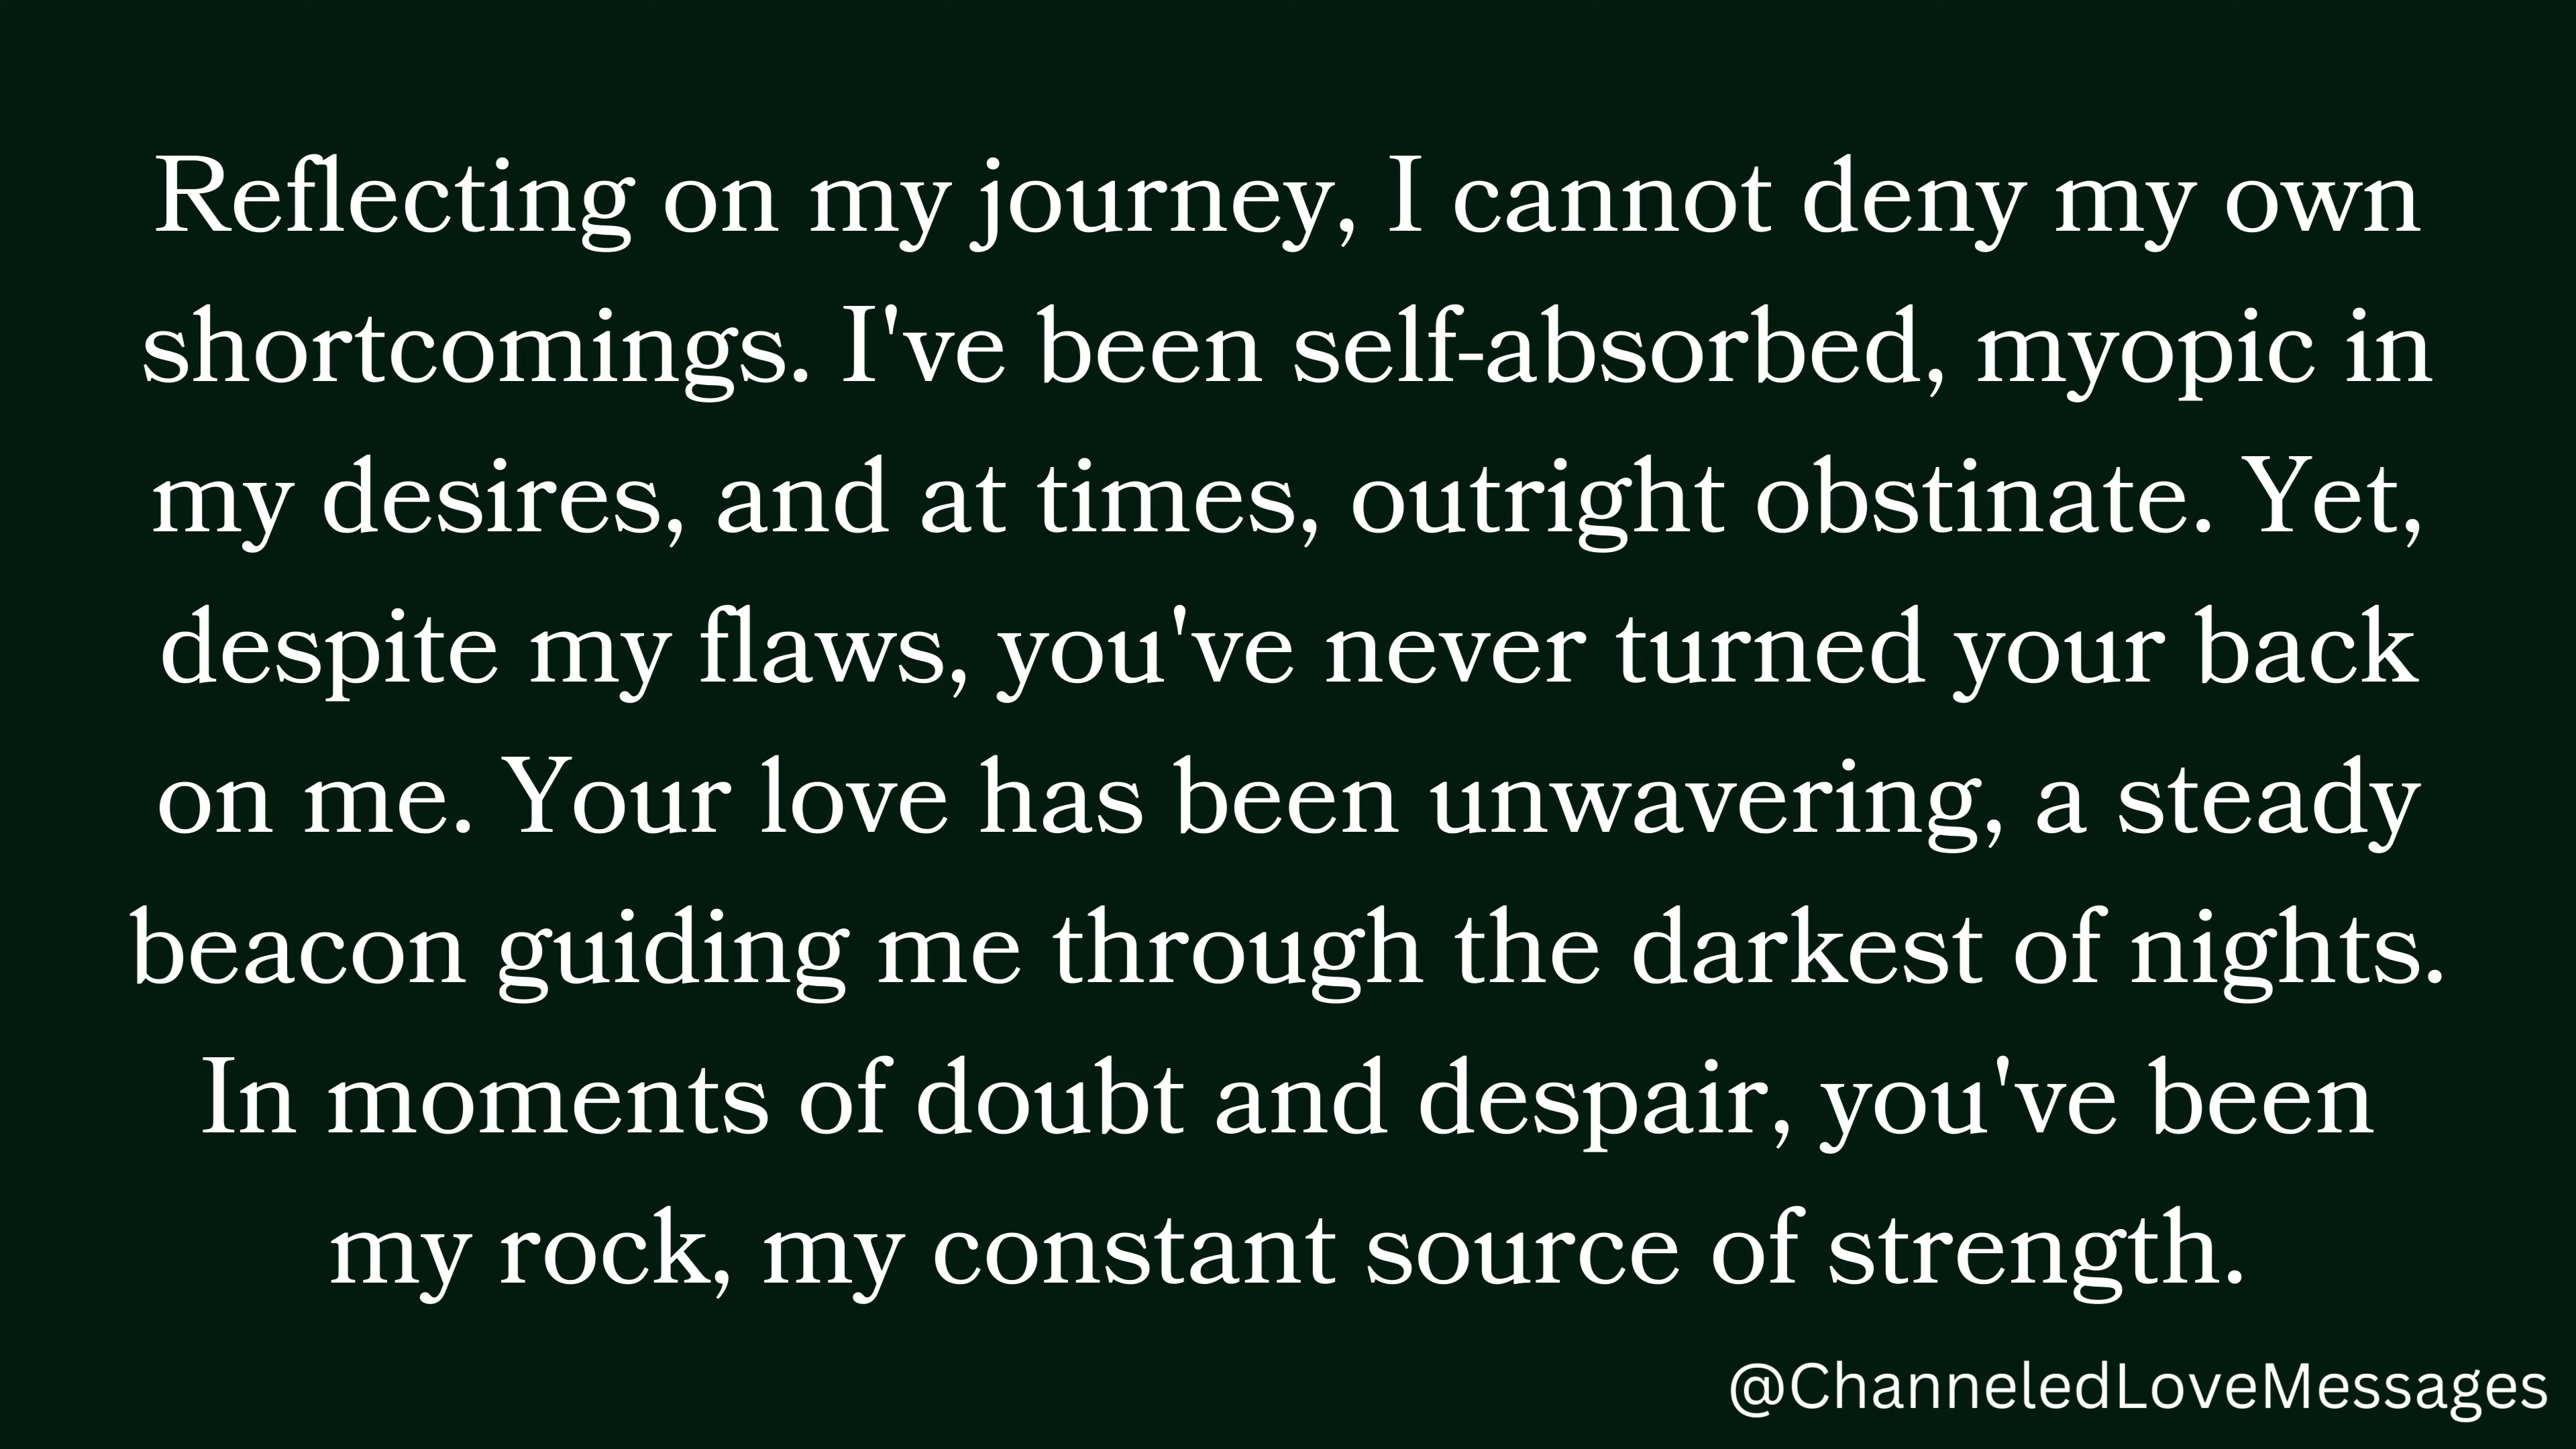 Reflecting on my journey, I cannot deny my own
shortcomings. I've been self-absorbed, myopic in
my desires, and at times, outright obstinate. Yet,
despite my flaws, you've never turned your back
on me. Your love has been unwavering, a steady
beacon guiding me through the darkest of nights.
In moments of doubt and despair, you've been
my rock, my constant source of strength.
@ChanneledLoveMessages